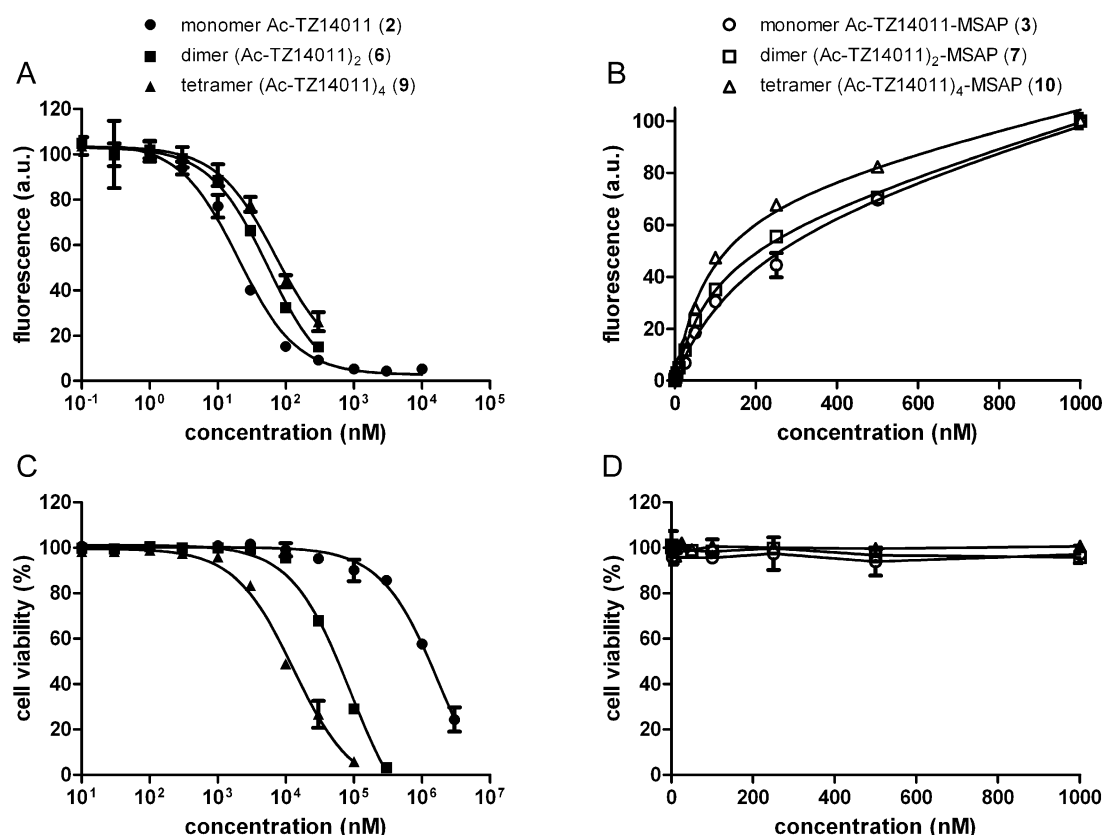 monomer Ac-TZ14011 (2)
dimer (Ac-TZ14011)2 (6)
tetramer (Ac-TZ14011)4 (9)
monomer Ac-TZ14011-MSAP (3)
dimer (Ac-TZ14011)2-MSAP (7)
tetramer (Ac-TZ14011)4-MSAP (10)
A
120
100
80
60
40
20
0
fluorescence (a.u.)
10-1 100 101 102 103 104 105
concentration (nM)
B
100
80
60
40
20
0
fluorescence (a.u.)
0 200 400 600 800 1000
concentration (nM)
C
120
100
80
60
40
20
0
cell viability (%)
101 102 103 104 105 106 107
concentration (nM)
D
120
100
80
60
40
20
0
cell viability (%)
0 200 400 600 800 1000
concentration (nM)